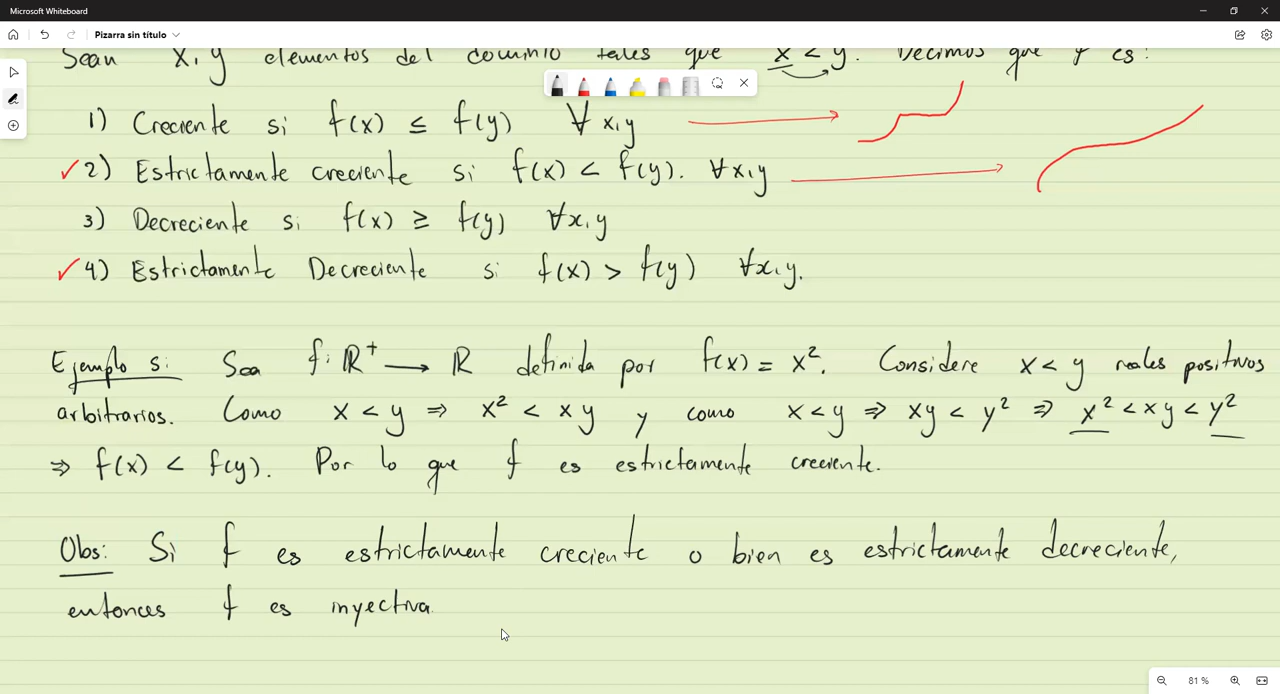 Microsoft Whiteboard
Pizarra sin título
Sean x, y elementos del dominio tales que x < y. Decimos que f es:
1) Creciente si f(x) ≤ f(y) ∀ x,y
✓2) Estrictamente creciente si f(x) < f(y). ∀x,y
3) Decreciente si f(x) ≥ f(y) ∀x,y
✓4) Estrictamente Decreciente si f(x) > f(y) ∀x,y.
Ejemplo si: Sea f: ℝ⁺ ⟶ ℝ definida por f(x) = x². Considere x < y reales positivos
arbitrarios. Como x < y ⇒ x² < xy y como x < y ⇒ xy < y² ⇒ x² < xy < y²
⇒ f(x) < f(y). Por lo que f es estrictamente creciente.
Obs: Si f es estrictamente creciente o bien es estrictamente decreciente,
entonces f es inyectiva.
81 %